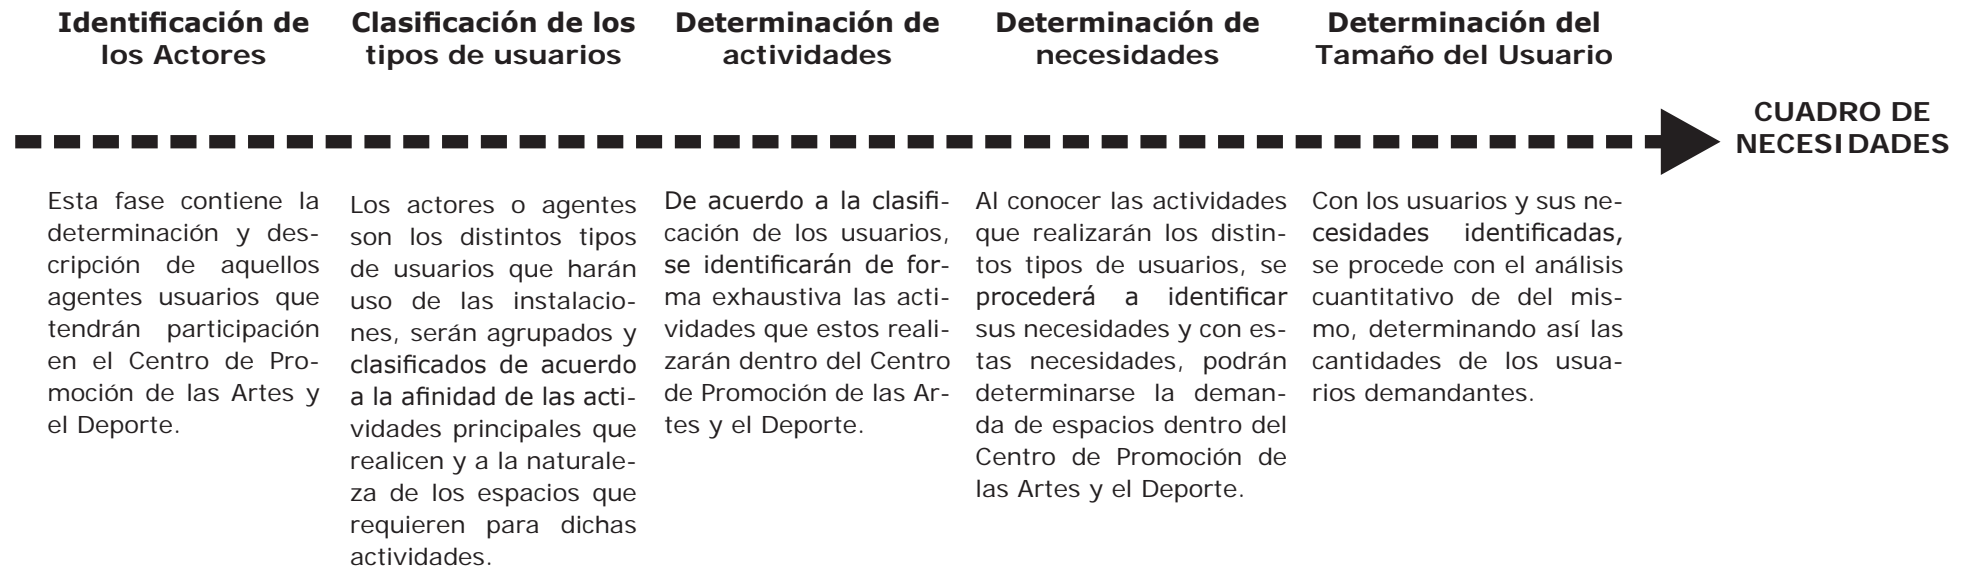 Identificación de
los Actores
Clasificación de los
tipos de usuarios
Determinación de
actividades
Determinación de
necesidades
Determinación del
Tamaño del Usuario
CUADRO DE
NECESIDADES
Esta fase contiene la
determinación y des-
cripción de aquellos
agentes usuarios que
tendrán participación
en el Centro de Pro-
moción de las Artes y
el Deporte.
Los actores o agentes
son los distintos tipos
de usuarios que harán
uso de las instalacio-
nes, serán agrupados y
clasificados de acuerdo
a la afinidad de las acti-
vidades principales que
realicen y a la naturale-
za de los espacios que
requieren para dichas
actividades.
De acuerdo a la clasifi-
cación de los usuarios,
se identificarán de for-
ma exhaustiva las acti-
vidades que estos reali-
zarán dentro del Centro
de Promoción de las Ar-
tes y el Deporte.
Al conocer las actividades
que realizarán los distin-
tos tipos de usuarios, se
procederá a identificar
sus necesidades y con es-
tas necesidades, podrán
determinarse la deman-
da de espacios dentro del
Centro de Promoción de
las Artes y el Deporte.
Con los usuarios y sus ne-
cesidades identificadas,
se procede con el análisis
cuantitativo de del mis-
mo, determinando así las
cantidades de los usua-
rios demandantes.